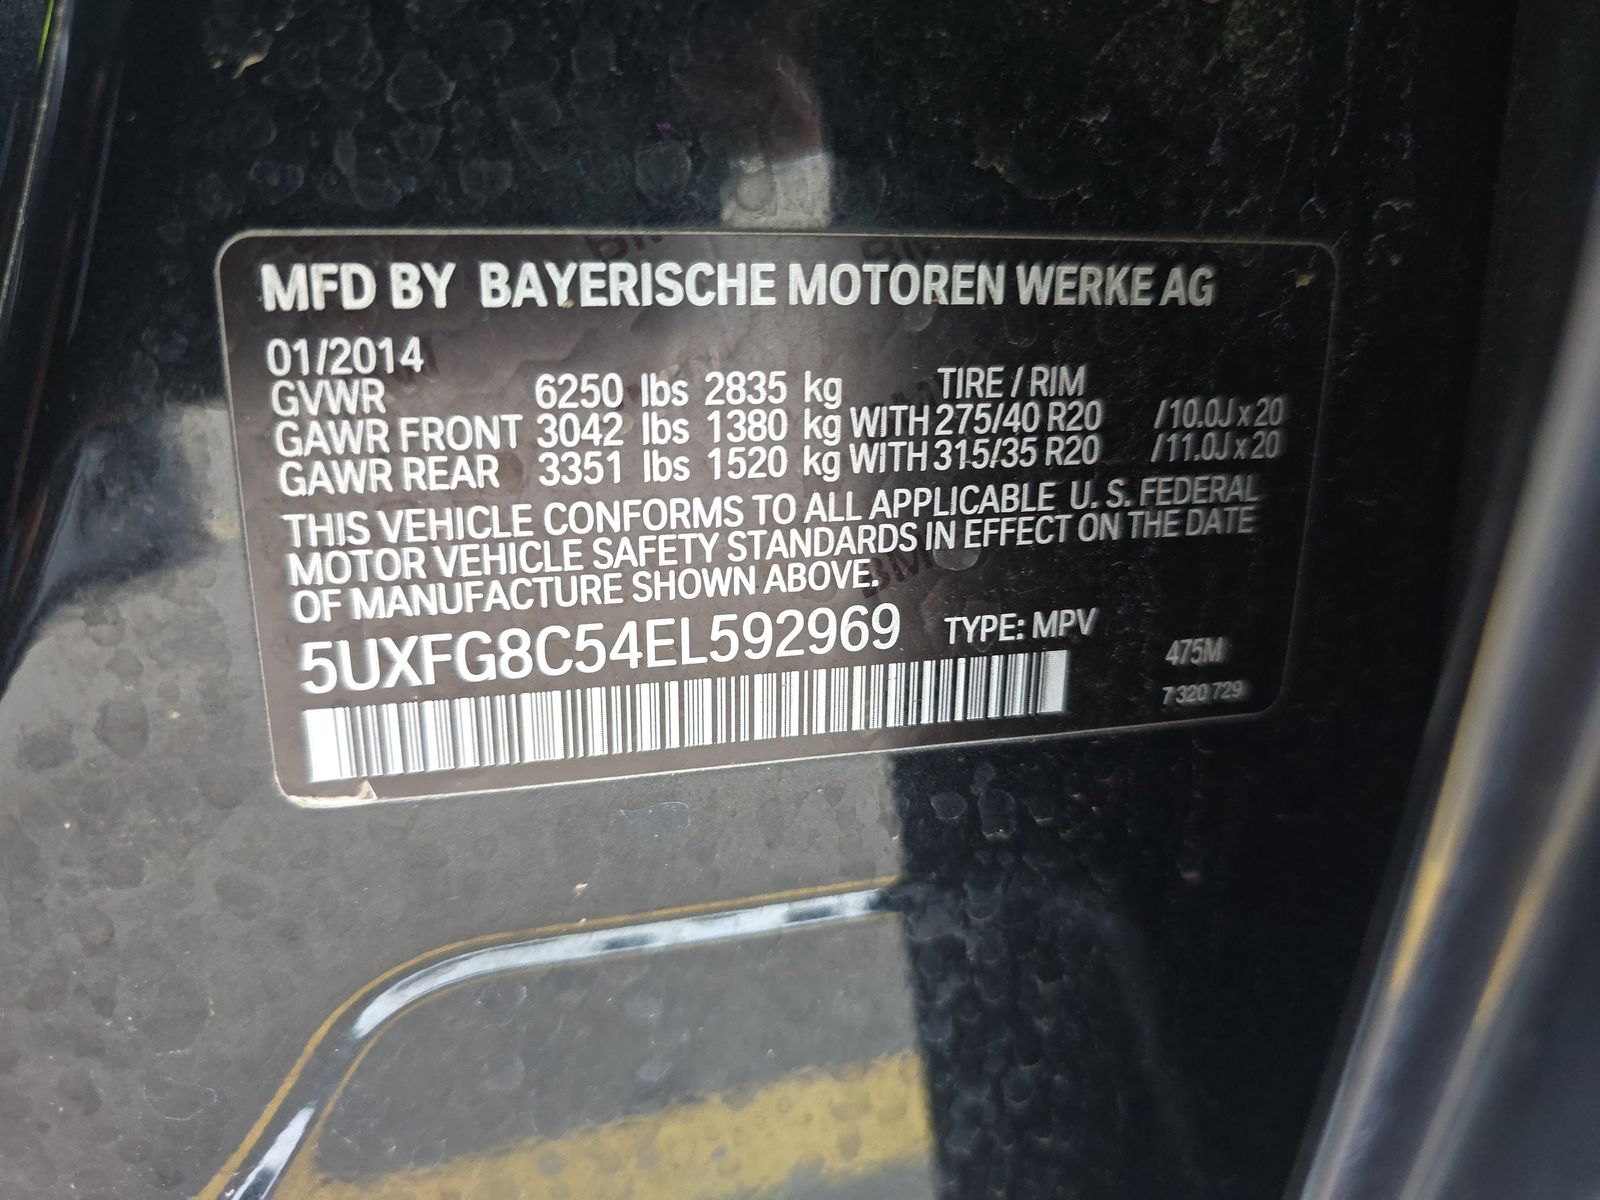 MFD BY BAYERISCHE MOTOREN WERKE AG
01/2014
GVWR 6250 lbs 2835 kg TIRE / RIM
GAWR FRONT 3042 lbs 1380 kg WITH 275/40 R20 /10.0J x 20
GAWR REAR 3351 lbs 1520 kg WITH 315/35 R20 /11.0J x 20
THIS VEHICLE CONFORMS TO ALL APPLICABLE U. S. FEDERAL
MOTOR VEHICLE SAFETY STANDARDS IN EFFECT ON THE DATE
OF MANUFACTURE SHOWN ABOVE.
5UXFG8C54EL592969 TYPE: MPV
475M
7 320 729